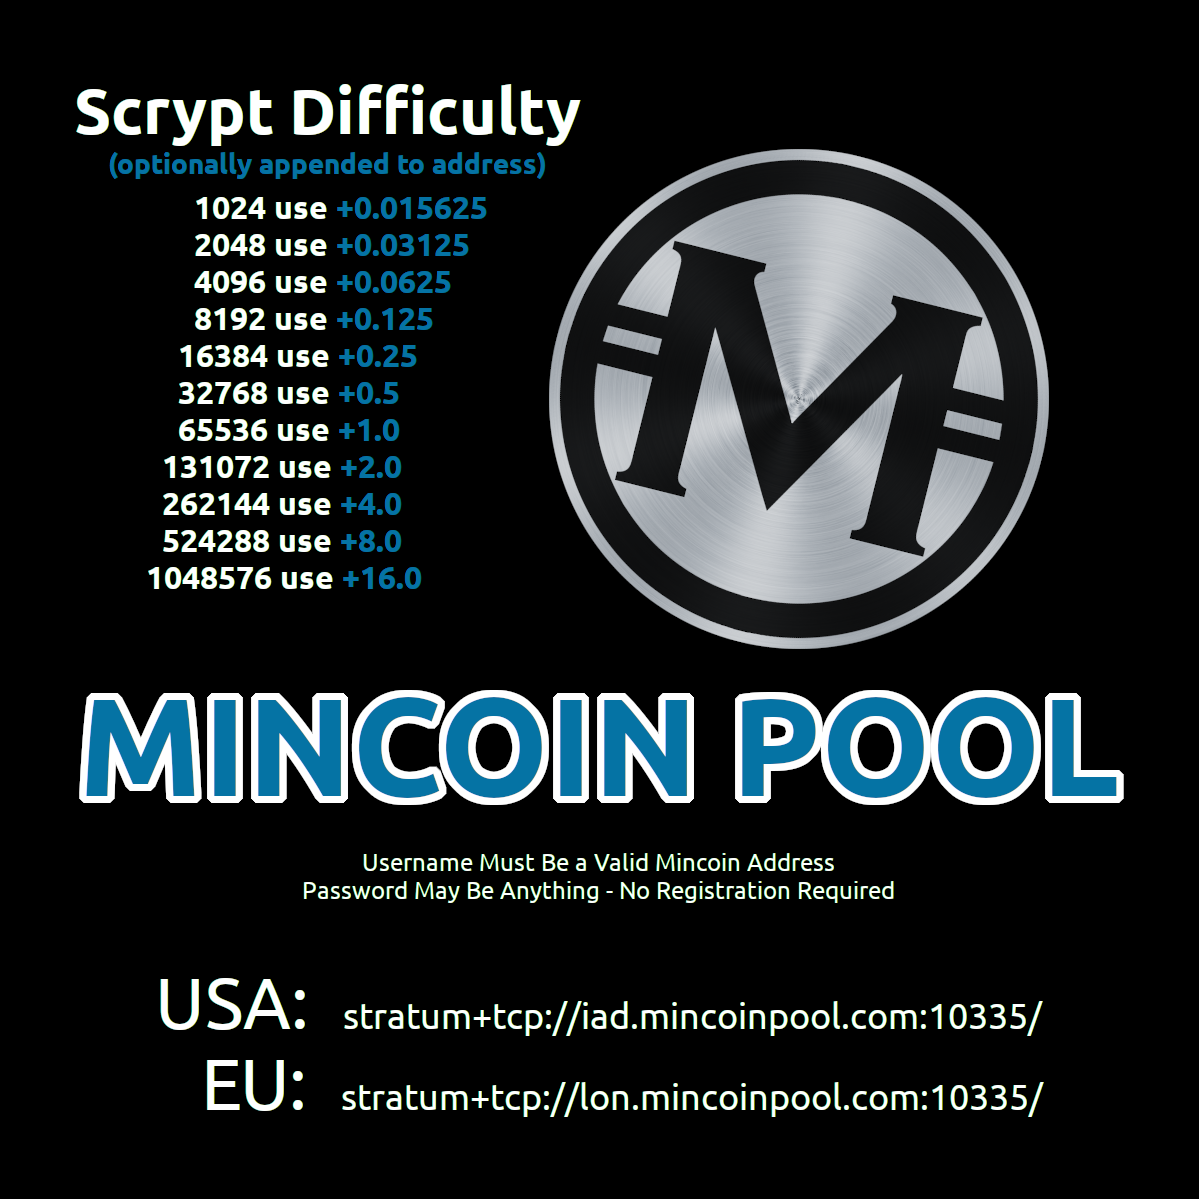 Scrypt Difficulty
(optionally appended to address)
1024 use +0.015625
2048 use +0.03125
4096 use +0.0625
8192 use +0.125
16384 use +0.25
32768 use +0.5
65536 use +1.0
131072 use +2.0
262144 use +4.0
524288 use +8.0
1048576 use +16.0
M
MINCOIN POOL
Username Must Be a Valid Mincoin Address
Password May Be Anything - No Registration Required
USA: stratum+tcp://iad.mincoinpool.com:10335/
EU: stratum+tcp://lon.mincoinpool.com:10335/